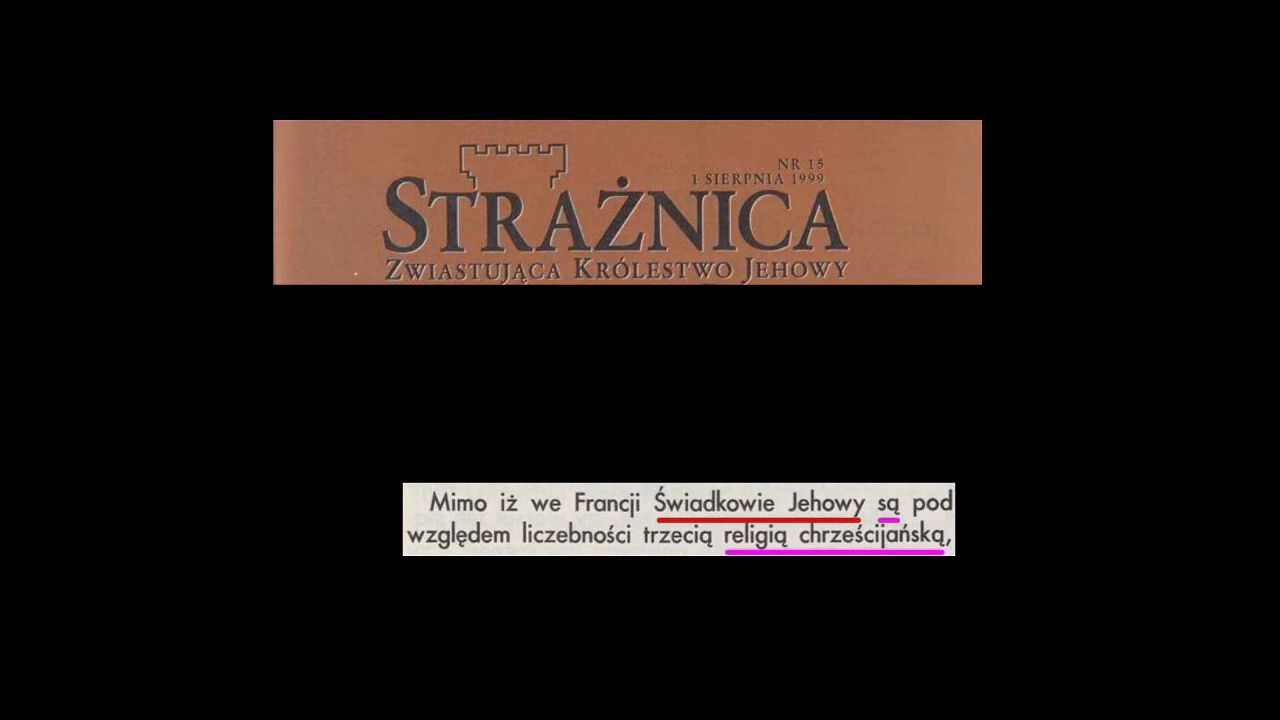 NR 15
1 SIERPNIA 1999
STRAŻNICA
ZWIASTUJĄCA KRÓLESTWO JEHOWY
Mimo iż we Francji Świadkowie Jehowy są pod
względem liczebności trzecią religią chrześcijańską,